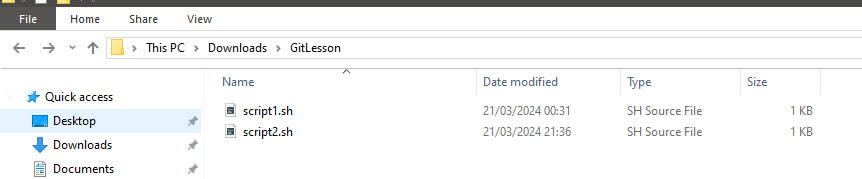 File Home Share View
This PC Downloads GitLesson
Name Date modified Type Size
Quick access
script1.sh 21/03/2024 00:31 SH Source File 1 KB
Desktop
script2.sh 21/03/2024 21:36 SH Source File 1 KB
Downloads
Documents